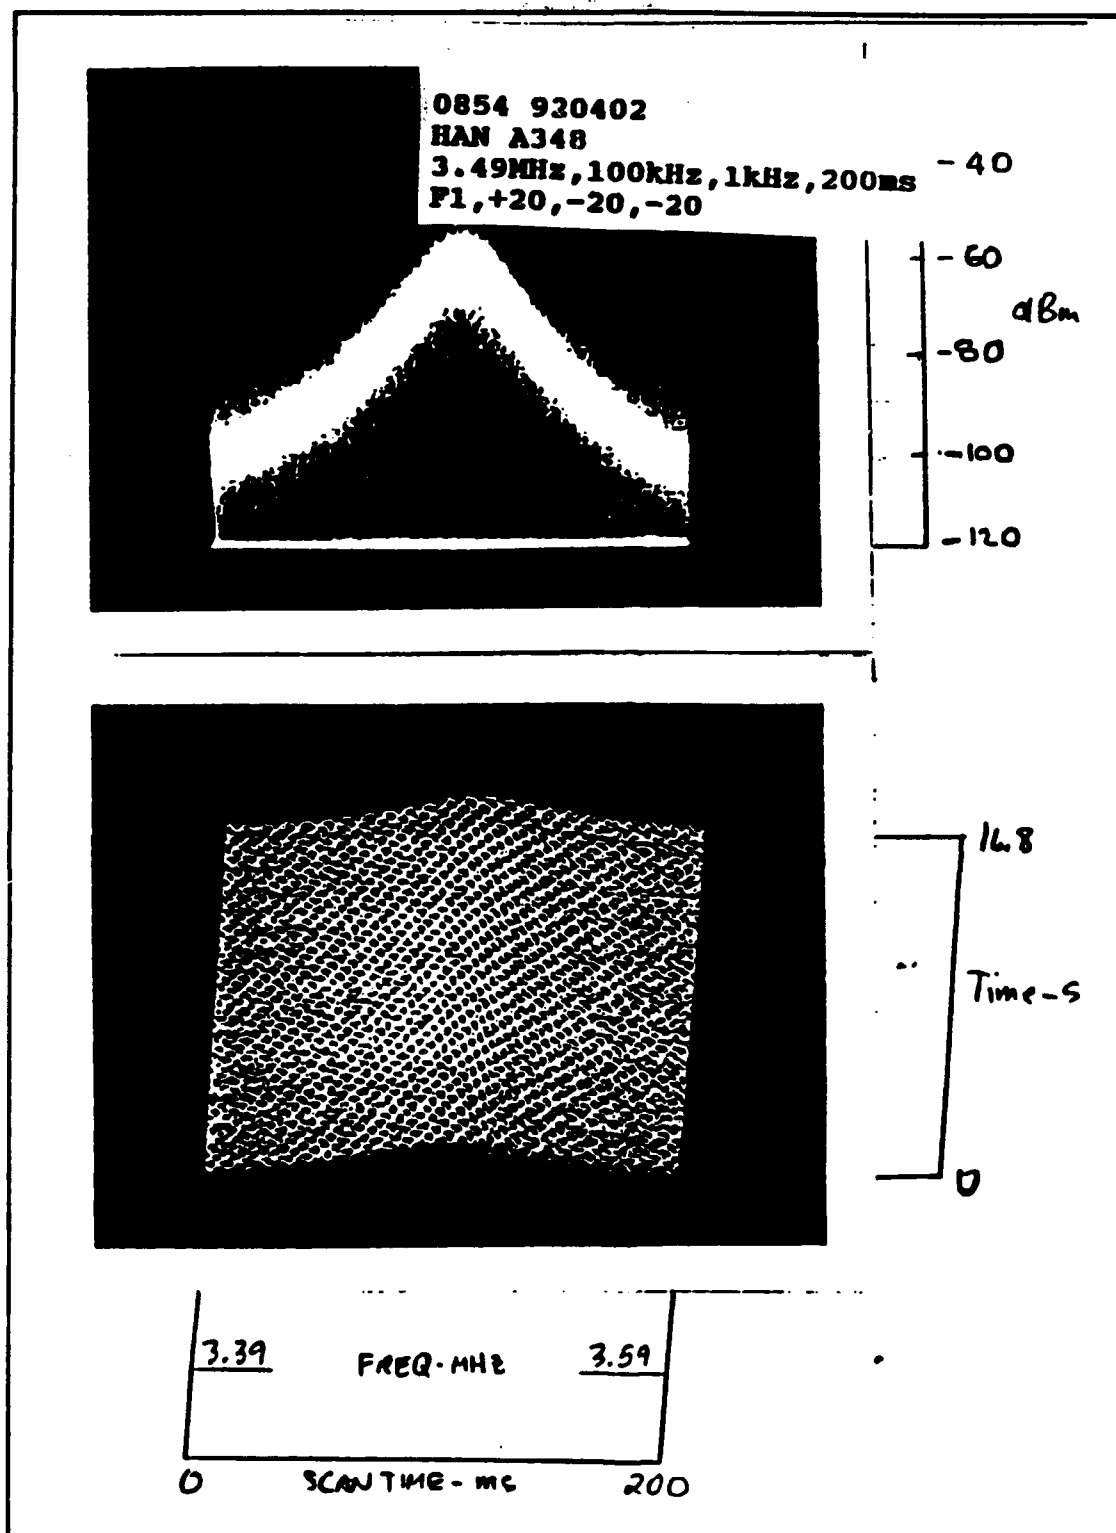 0854 920402
HAN A348
3.49MHz,100kHz,1kHz,200ms
F1,+20,-20,-20
-40
-60
dBm
-80
-100
-120
16.8
Time-s
0
3.39 FREQ-MHz 3.59
0 SCAN TIME - ms 200